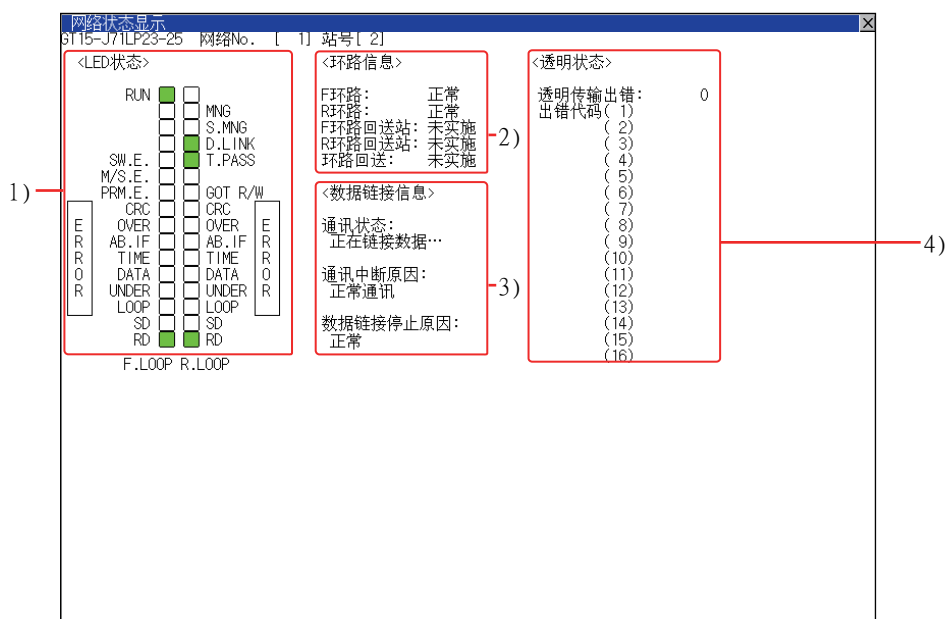 网络状态显示
GT15-J71LP23-25 网络No. [ 1] 站号[ 2]
<LED状态>
RUN
MNG
S.MNG
D.LINK
SW.E. T.PASS
M/S.E.
PRM.E. GOT R/W
CRC CRC
OVER OVER
AB.IF AB.IF
TIME TIME
DATA DATA
UNDER UNDER
LOOP LOOP
SD SD
RD RD
ERROR
ERROR
F.LOOP R.LOOP
1)
<环路信息>
F环路: 正常
R环路: 正常
F环路回送站: 未实施
R环路回送站: 未实施
环路回送: 未实施
2)
<数据链接信息>
通讯状态:
正在链接数据…
通讯中断原因:
正常通讯
数据链接停止原因:
正常
3)
<透明状态>
透明传输出错: 0
出错代码( 1)
( 2)
( 3)
( 4)
( 5)
( 6)
( 7)
( 8)
( 9)
(10)
(11)
(12)
(13)
(14)
(15)
(16)
4)